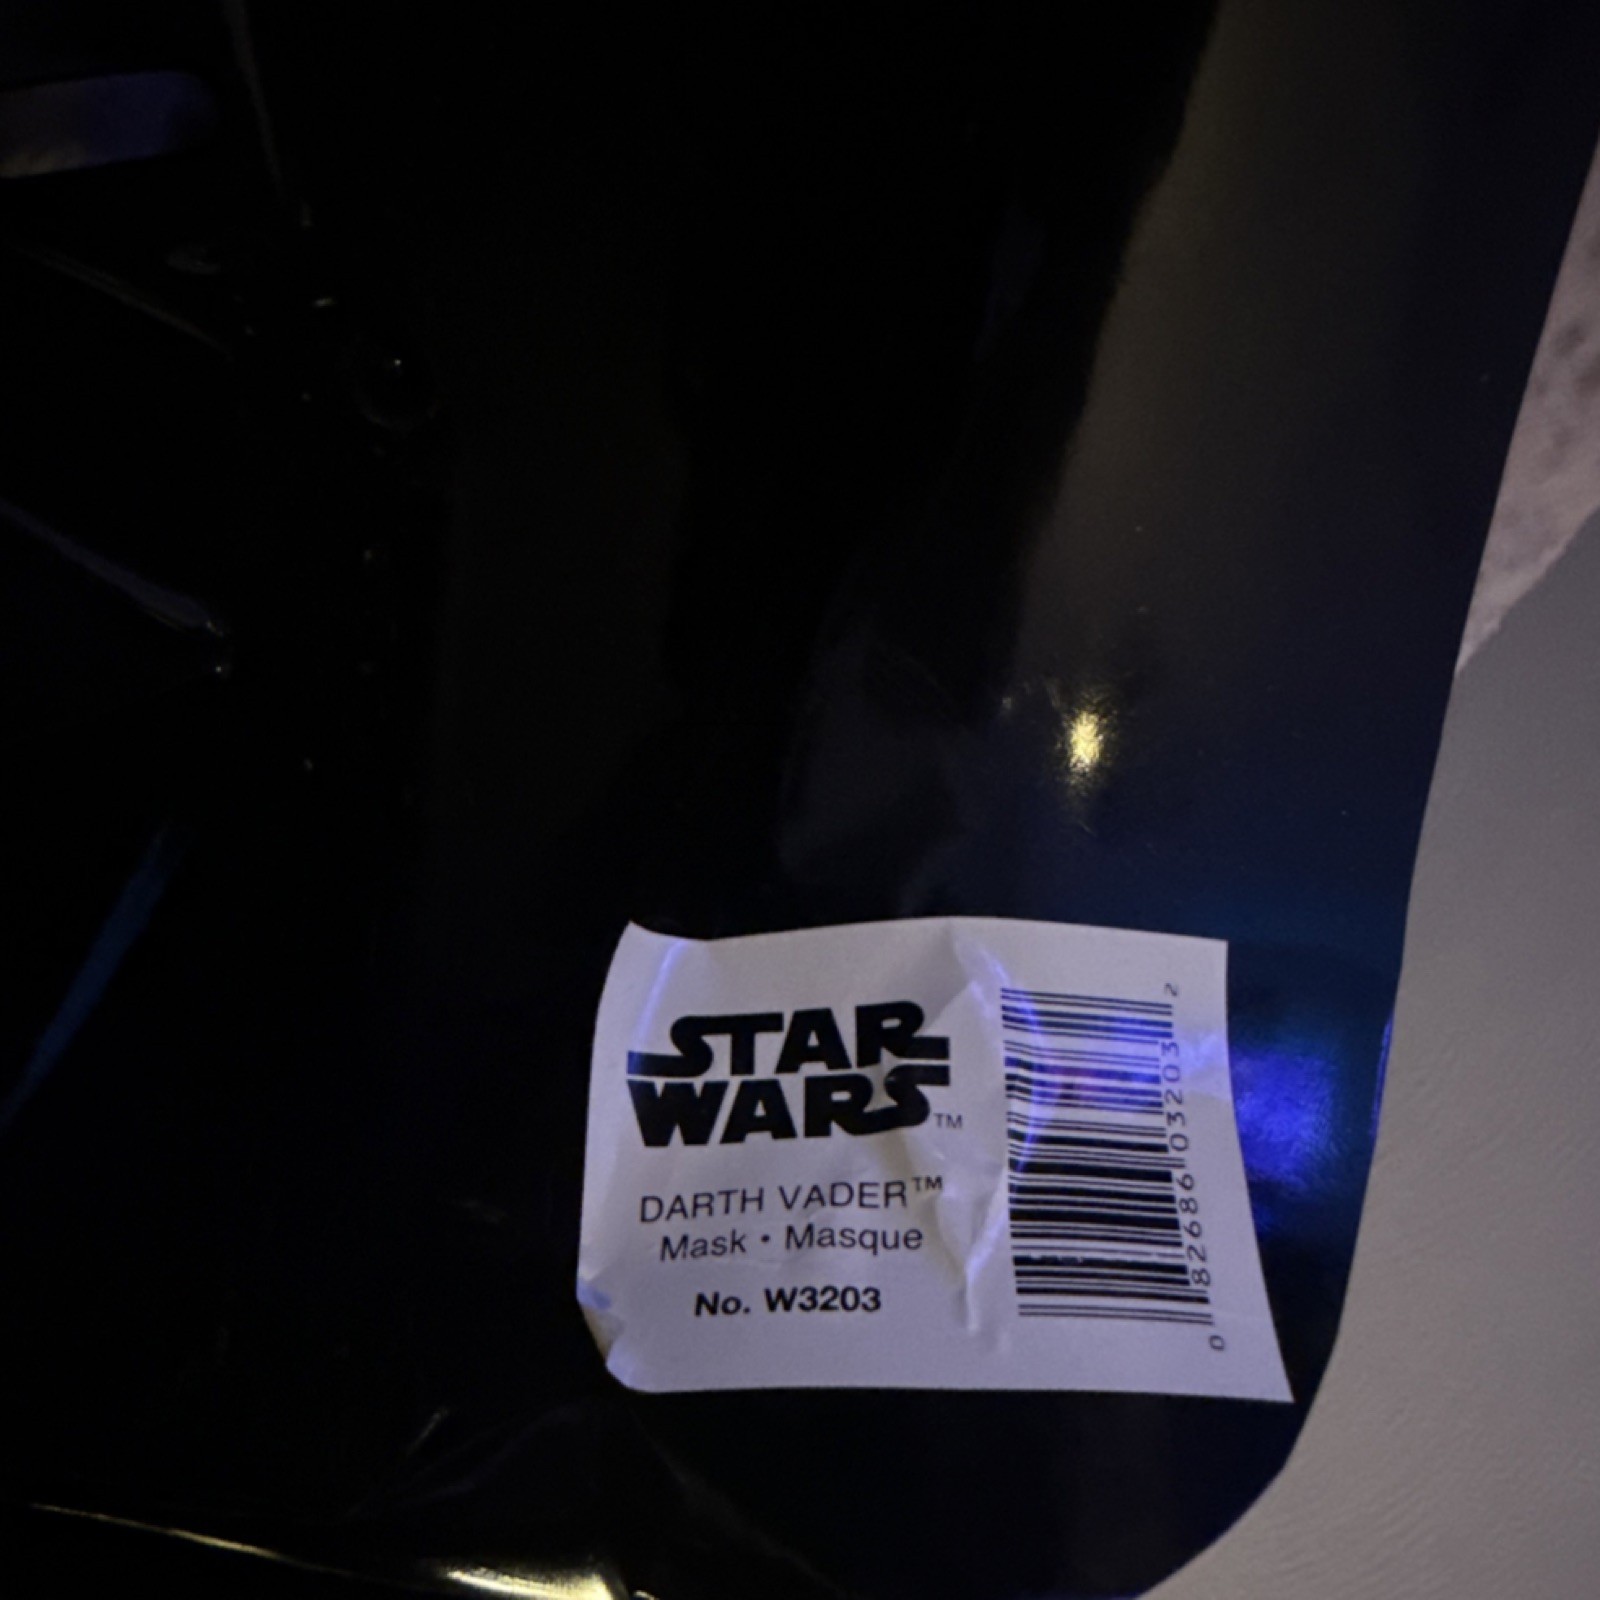 STAR
WARS™
DARTH VADER™
Mask • Masque
No. W3203
0 82686 03203 2